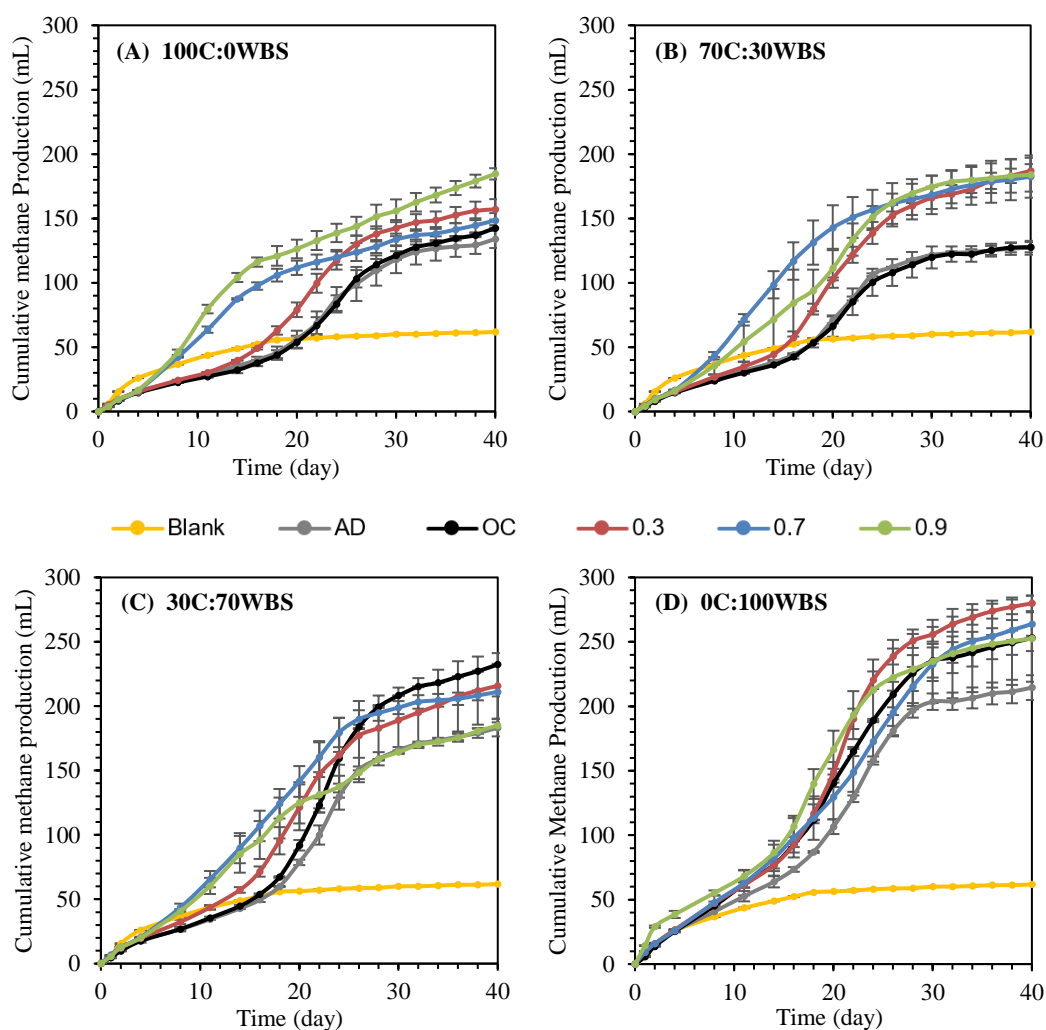 (A) 100C:0WBS
Cumulative methane Production (mL)
300
250
200
150
100
50
0
0 10 20 30 40
Time (day)
(B) 70C:30WBS
Cumulative methane production (mL)
300
250
200
150
100
50
0
0 10 20 30 40
Time (day)
Blank AD OC 0.3 0.7 0.9
(C) 30C:70WBS
Cumulative methane production (mL)
300
250
200
150
100
50
0
0 10 20 30 40
Time (day)
(D) 0C:100WBS
Cumulative Methane Prodcution (mL)
300
250
200
150
100
50
0
0 10 20 30 40
Time (day)